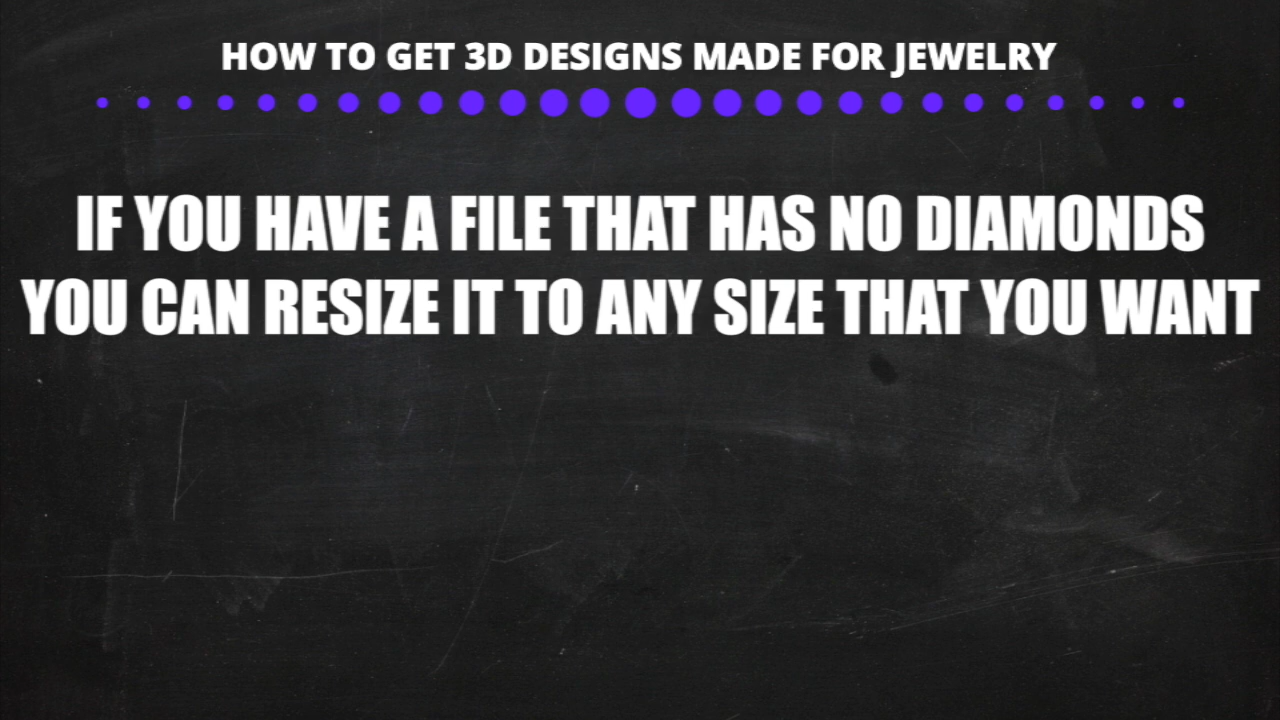 HOW TO GET 3D DESIGNS MADE FOR JEWELRY
IF YOU HAVE A FILE THAT HAS NO DIAMONDS
YOU CAN RESIZE IT TO ANY SIZE THAT YOU WANT